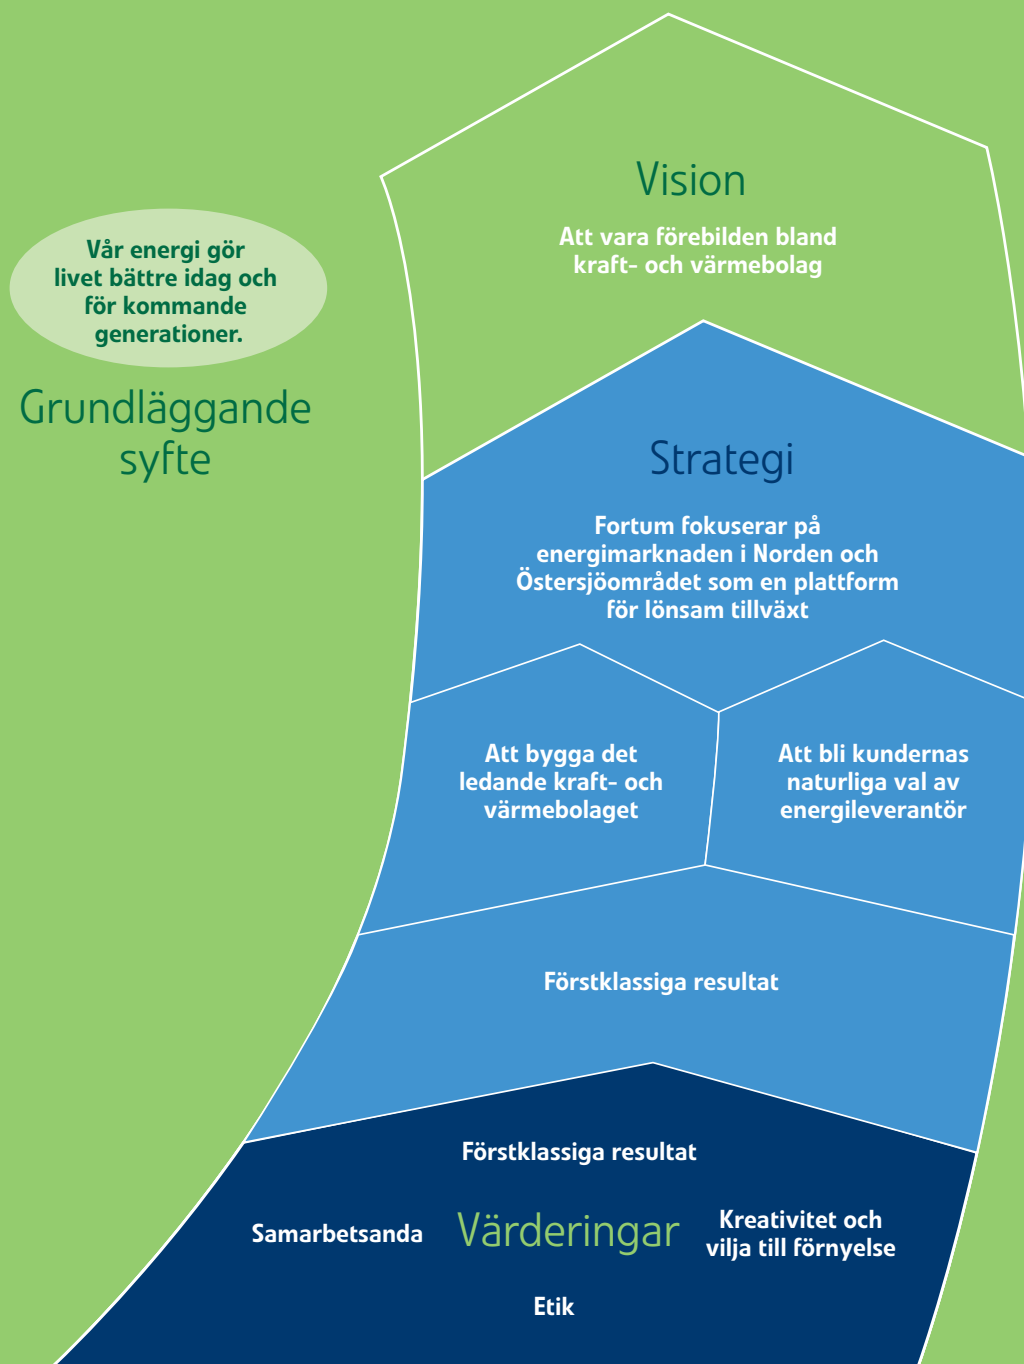 Vision
Att vara förebilden bland
kraft- och värmebolag
Vår energi gör
livet bättre idag och
för kommande
generationer.
Grundläggande
syfte
Strategi
Fortum fokuserar på
energimarknaden i Norden och
Östersjöområdet som en plattform
för lönsam tillväxt
Att bygga det
ledande kraft- och
värmebolaget
Att bli kundernas
naturliga val av
energileverantör
Förstklassiga resultat
Förstklassiga resultat
Samarbetsanda
Värderingar
Kreativitet och
vilja till förnyelse
Etik